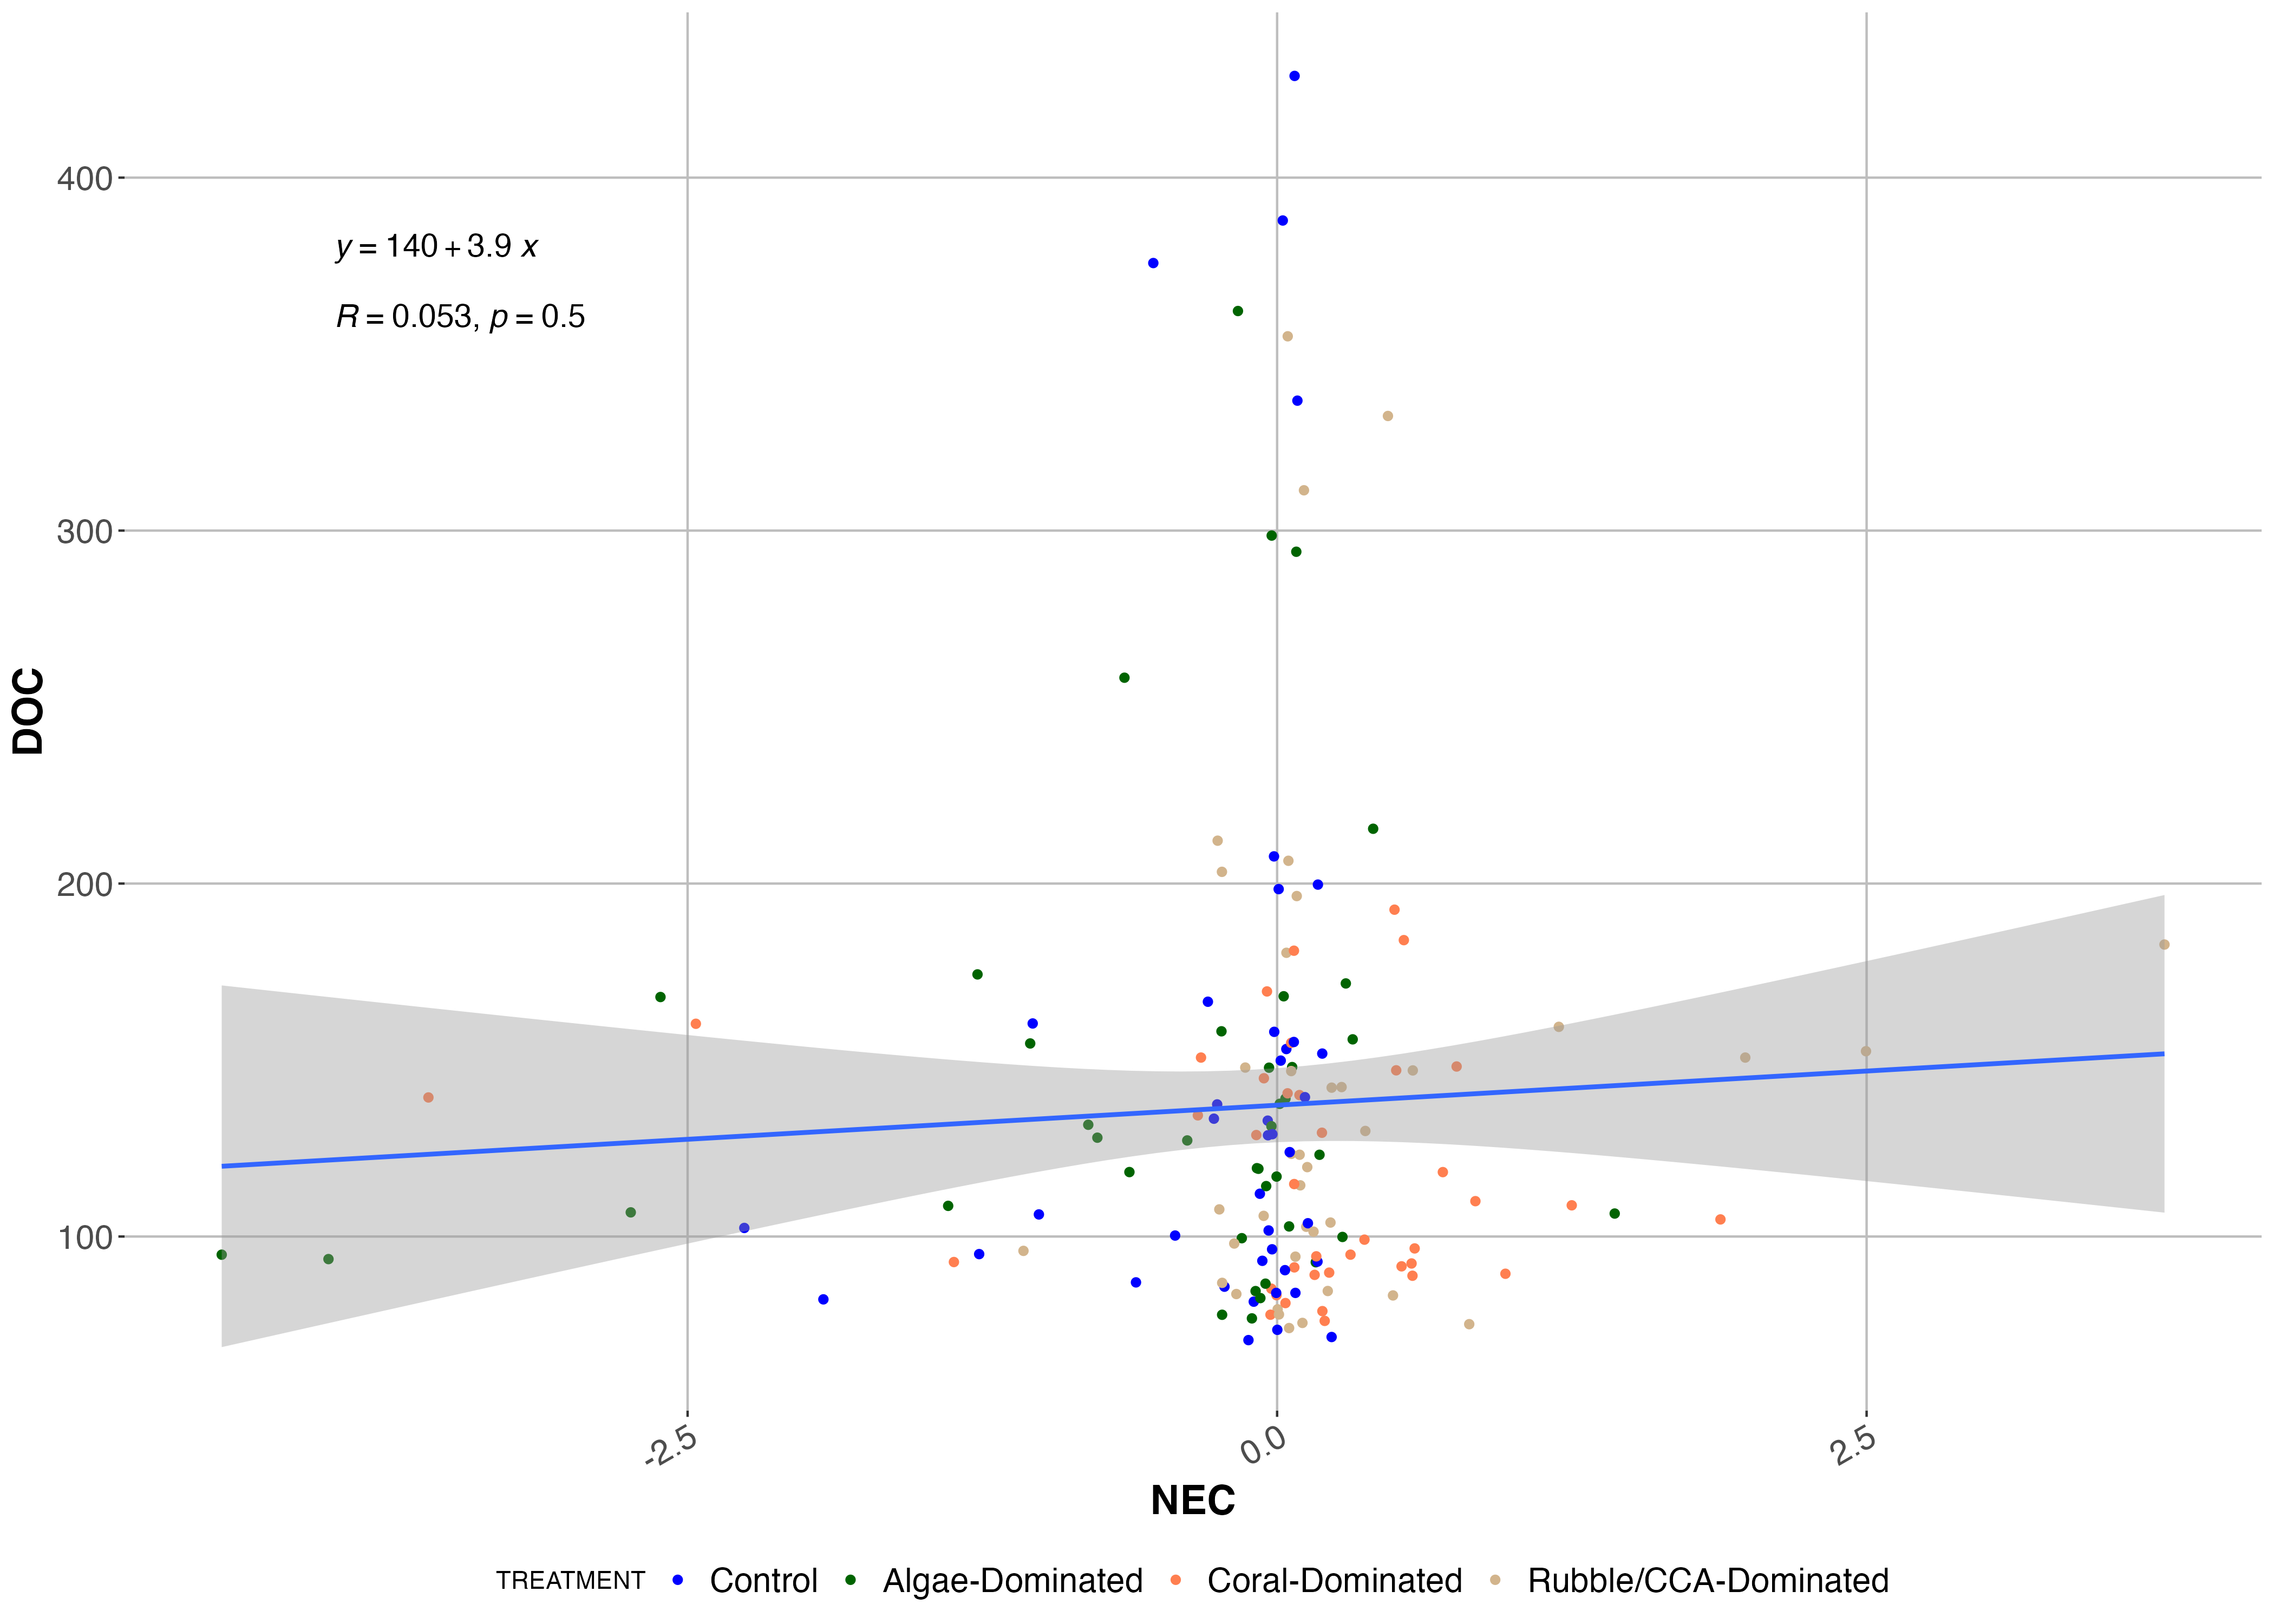 400
y = 140 + 3.9 x
R = 0.053, p = 0.5
300
DOC
200
100
-2.5 0.0 2.5
NEC
TREATMENT Control Algae-Dominated Coral-Dominated Rubble/CCA-Dominated